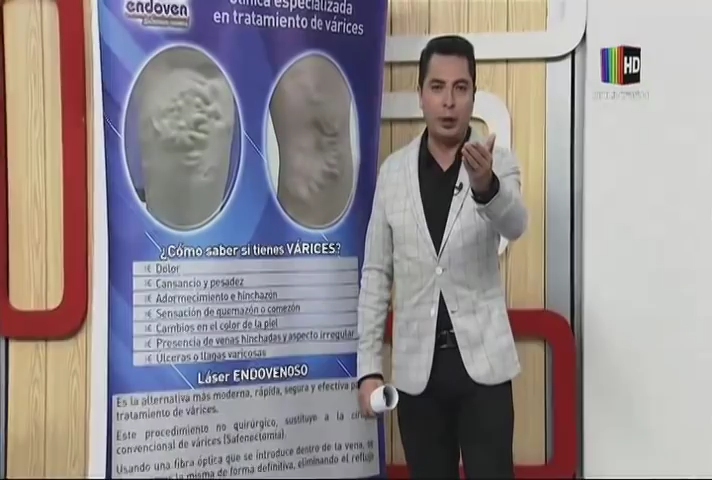 endoven
Clínica especializada
en tratamiento de várices
HD
¿Cómo saber si tienes VÁRICES?
Dolor
Cansancio y pesadez
Adormecimiento e hinchazón
Sensación de quemazón o comezón
Cambios en el color de la piel
Presencia de venas hinchadas y aspecto irregular
Ulceras o llagas varicosas
Láser ENDOVENOSO
Es la alternativa más moderna, rápida, segura y efectiva
tratamiento de várices.
Este procedimiento no quirúrgico, sustituye a la
convencional de várices (Safenectomía).
Usando una fibra óptica que se introduce dentro de la vena,
la misma de forma definitiva, eliminando el reflujo